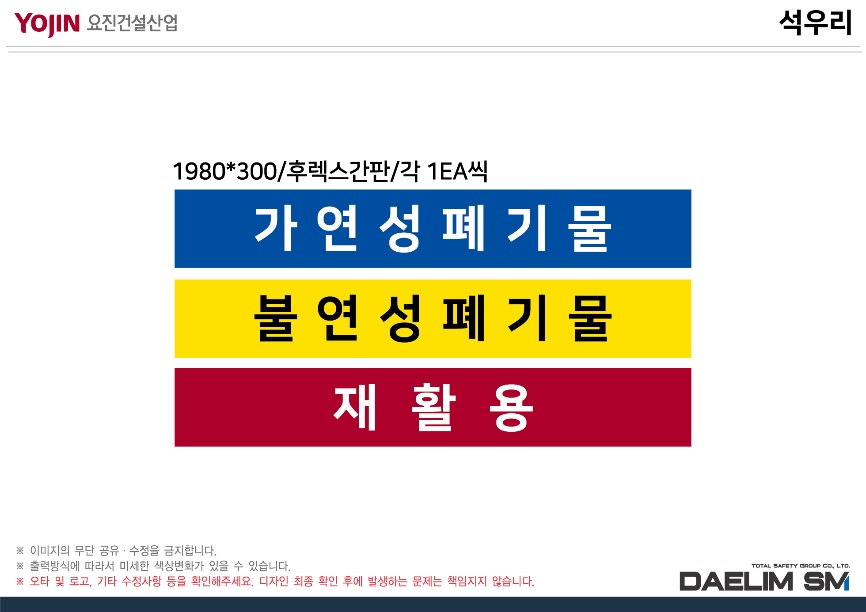 YOJIN 요진건설산업
석우리
1980*300/후렉스간판/각 1EA씩
가연성폐기물
불연성폐기물
재활용
※ 이미지의 무단 공유 · 수정을 금지합니다.
※ 출력방식에 따라서 미세한 색상변화가 있을 수 있습니다.
※ 오타 및 로고, 기타 수정사항 등을 확인해주세요. 디자인 최종 확인 후에 발생하는 문제는 책임지지 않습니다.
TOTAL SAFETY GROUP CO., LTD.
DAELIM SM